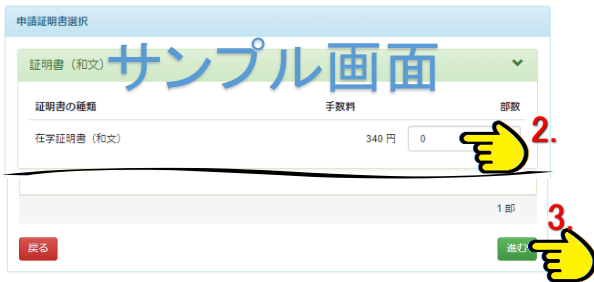 申請証明書選択
証明書（和文）
サンプル画面
証明書の種類 手数料 部数
在学証明書（和文） 340 円 0
2.
1 部
3.
戻る 進む